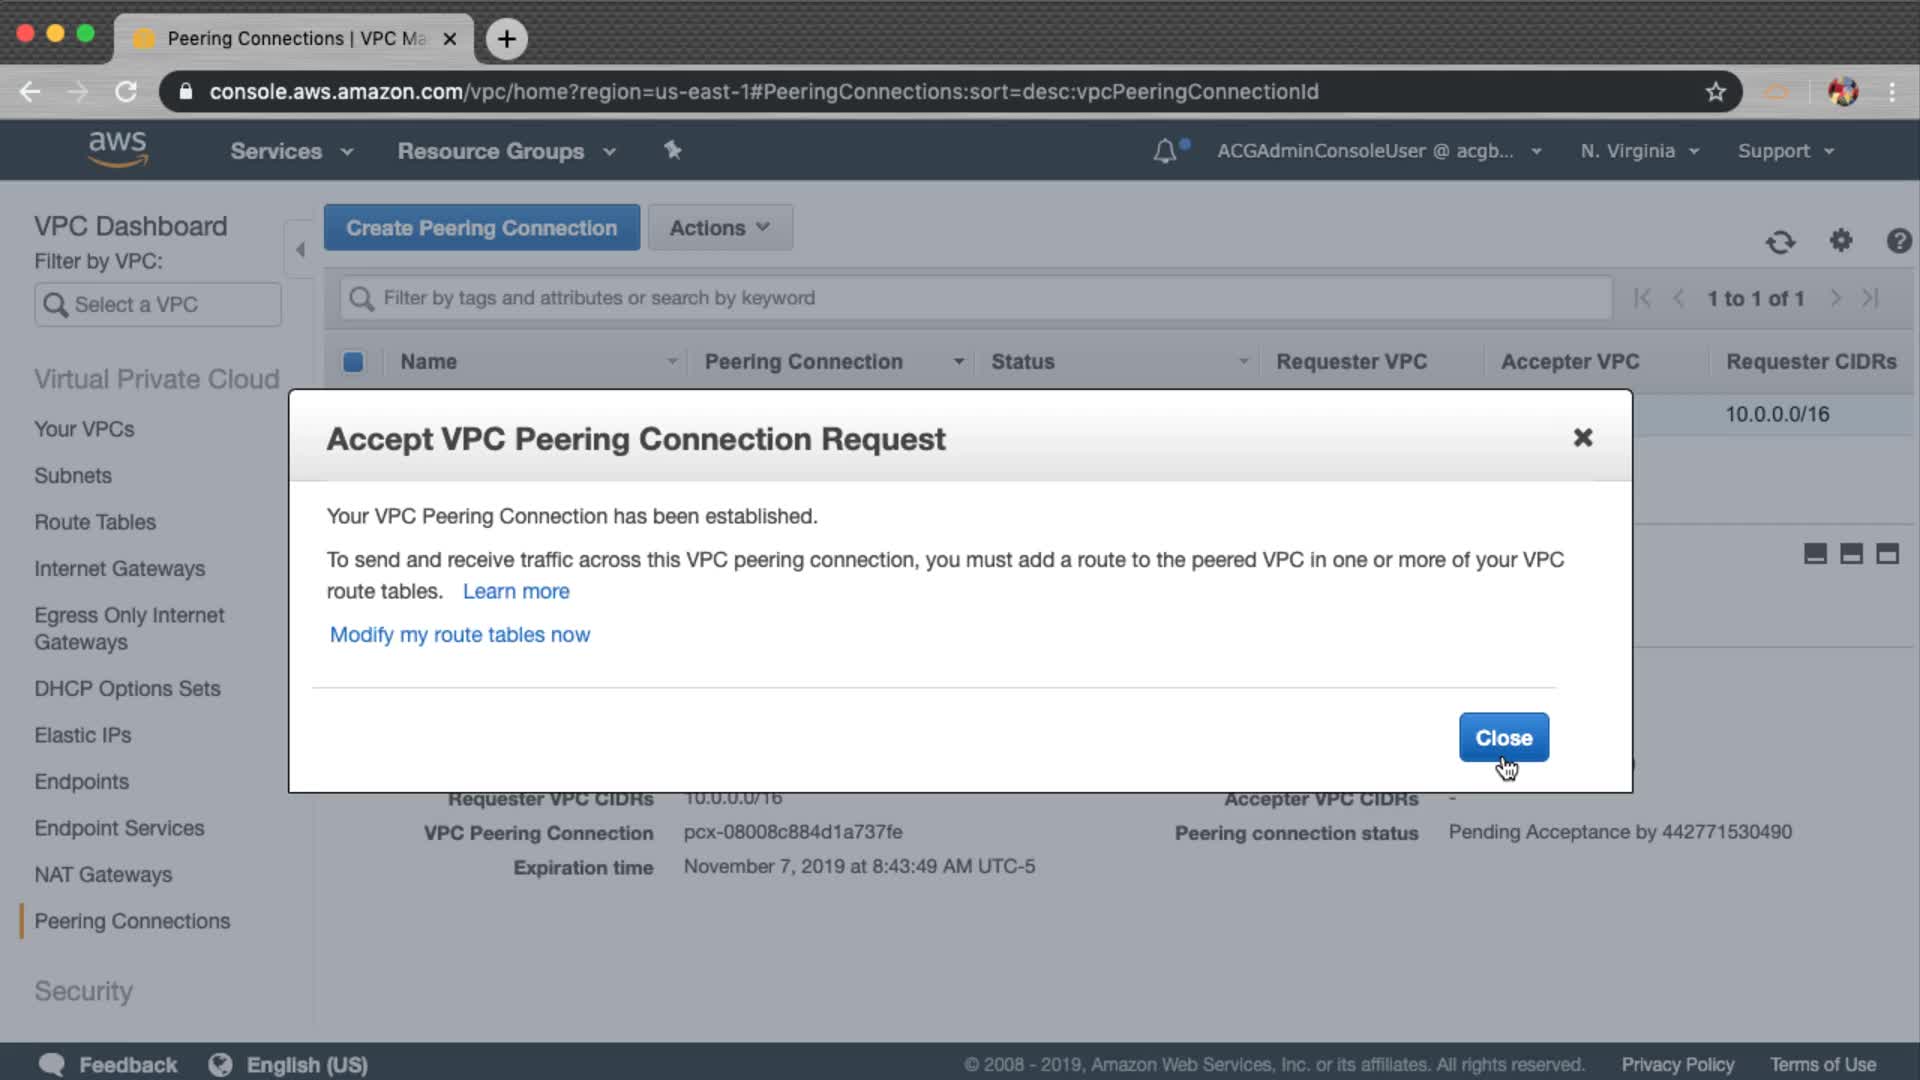 Peering Connections | VPC Ma
console.aws.amazon.com/vpc/home?region=us-east-1#PeeringConnections:sort=desc:vpcPeeringConnectionId
aws
Services
Resource Groups
ACGAdminConsoleUser @ acgb...
N. Virginia
Support
VPC Dashboard
Filter by VPC:
Select a VPC
Virtual Private Cloud
Your VPCs
Subnets
Route Tables
Internet Gateways
Egress Only Internet
Gateways
DHCP Options Sets
Elastic IPs
Endpoints
Endpoint Services
NAT Gateways
Peering Connections
Security
Create Peering Connection
Actions
Filter by tags and attributes or search by keyword
1 to 1 of 1
Name
Peering Connection
Status
Requester VPC
Accepter VPC
Requester CIDRs
10.0.0.0/16
Accept VPC Peering Connection Request
Your VPC Peering Connection has been established.
To send and receive traffic across this VPC peering connection, you must add a route to the peered VPC in one or more of your VPC
route tables. Learn more
Modify my route tables now
Close
Requester VPC CIDRs 10.0.0.0/16
Accepter VPC CIDRs -
VPC Peering Connection pcx-08008c884d1a737fe
Peering connection status Pending Acceptance by 442771530490
Expiration time November 7, 2019 at 8:43:49 AM UTC-5
Feedback
English (US)
© 2008 - 2019, Amazon Web Services, Inc. or its affiliates. All rights reserved.
Privacy Policy
Terms of Use